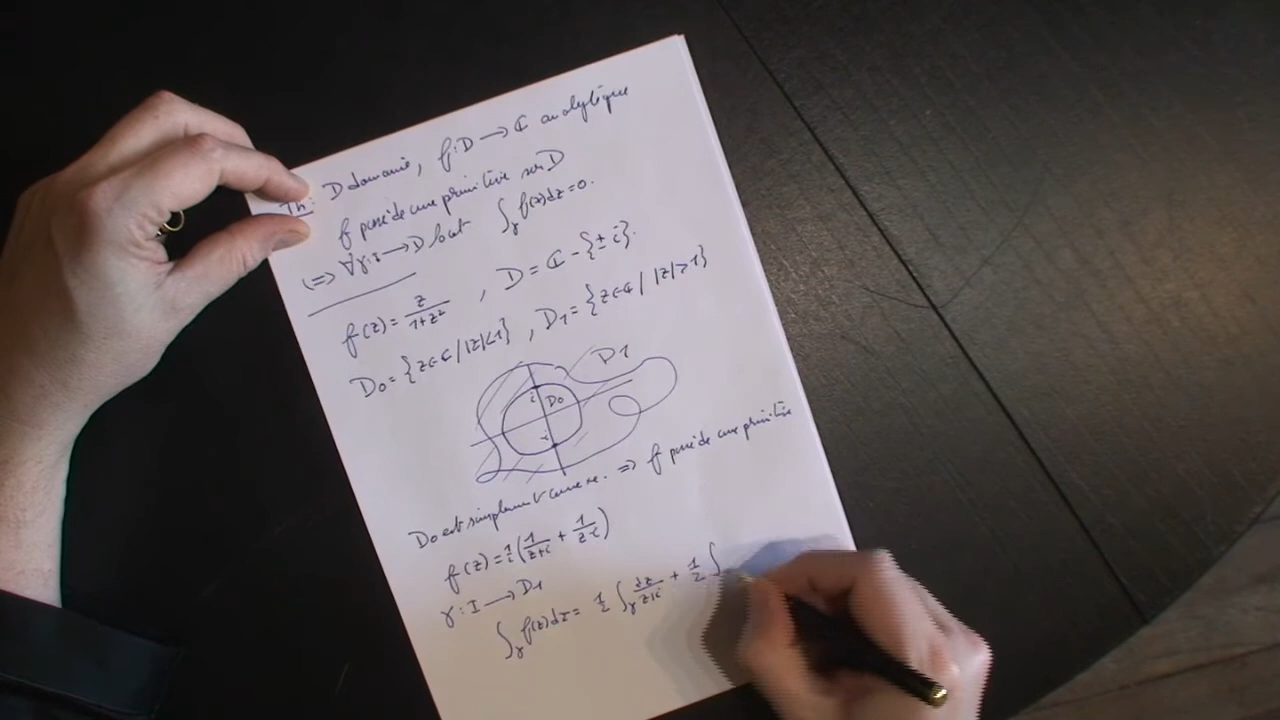 Th: D domaine, f: D → ℂ analytique
f possède une primitive sur D
⟺ ∀γ: I → D lacet ∫γ f(z)dz = 0.
f(z) = z/(1+z²), D = ℂ - {± i}.
D0 = {z ∈ ℂ / |z| < 1}, D1 = {z ∈ ℂ / |z| > 1}
D1
i D0
-i
D0 est simplement connexe. ⟹ f possède une primitive
f(z) = 1/2 (1/(z+i) + 1/(z-i))
γ: I → D1
∫γ f(z)dz = 1/2 ∫γ dz/(z+i) + 1/2 ∫